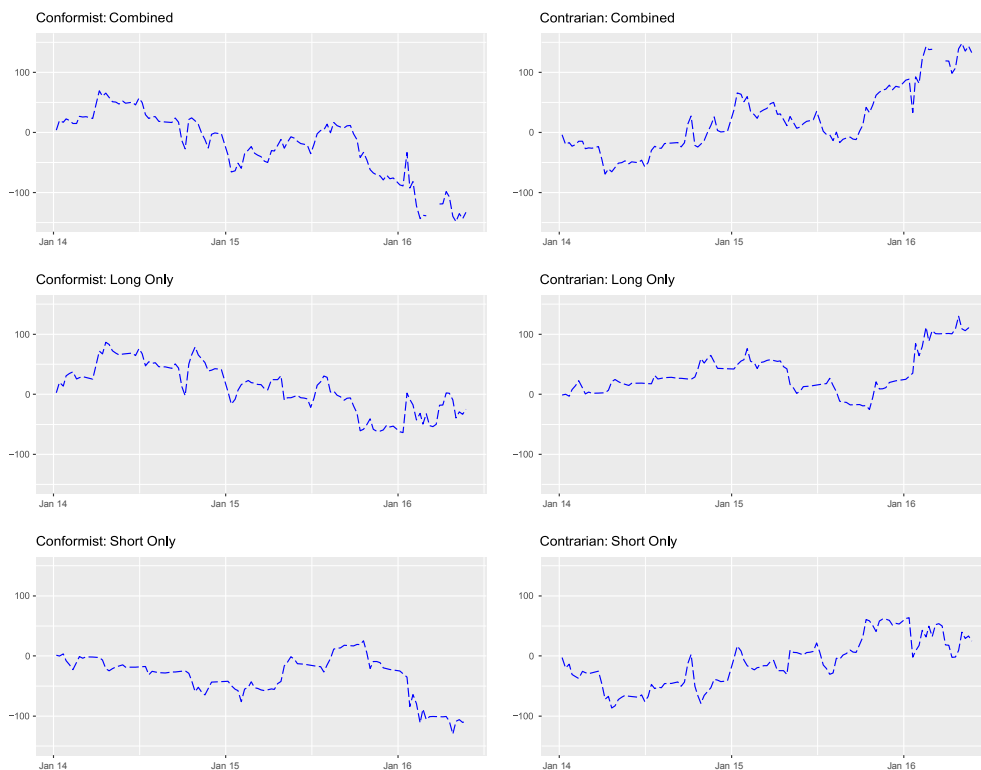 Conformist: Combined
100
0
−100
Jan 14 Jan 15 Jan 16
Contrarian: Combined
100
0
−100
Jan 14 Jan 15 Jan 16
Conformist: Long Only
100
0
−100
Jan 14 Jan 15 Jan 16
Contrarian: Long Only
100
0
−100
Jan 14 Jan 15 Jan 16
Conformist: Short Only
100
0
−100
Jan 14 Jan 15 Jan 16
Contrarian: Short Only
100
0
−100
Jan 14 Jan 15 Jan 16